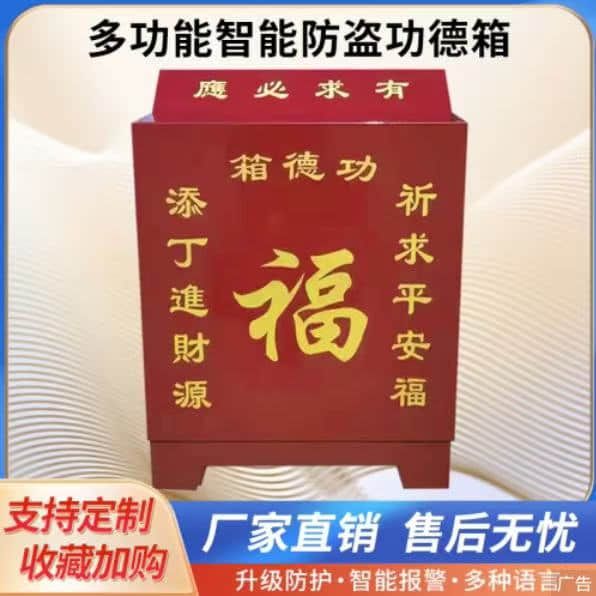 多功能智能防盗功德箱
應必求有
箱德功
祈求平安福
添丁進財源
福
支持定制
收藏加购
厂家直销 售后无忧
升级防护·智能报警·多种语言
广告